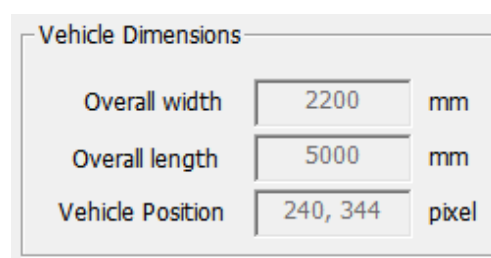 Vehicle Dimensions
Overall width 2200 mm
Overall length 5000 mm
Vehicle Position 240, 344 pixel